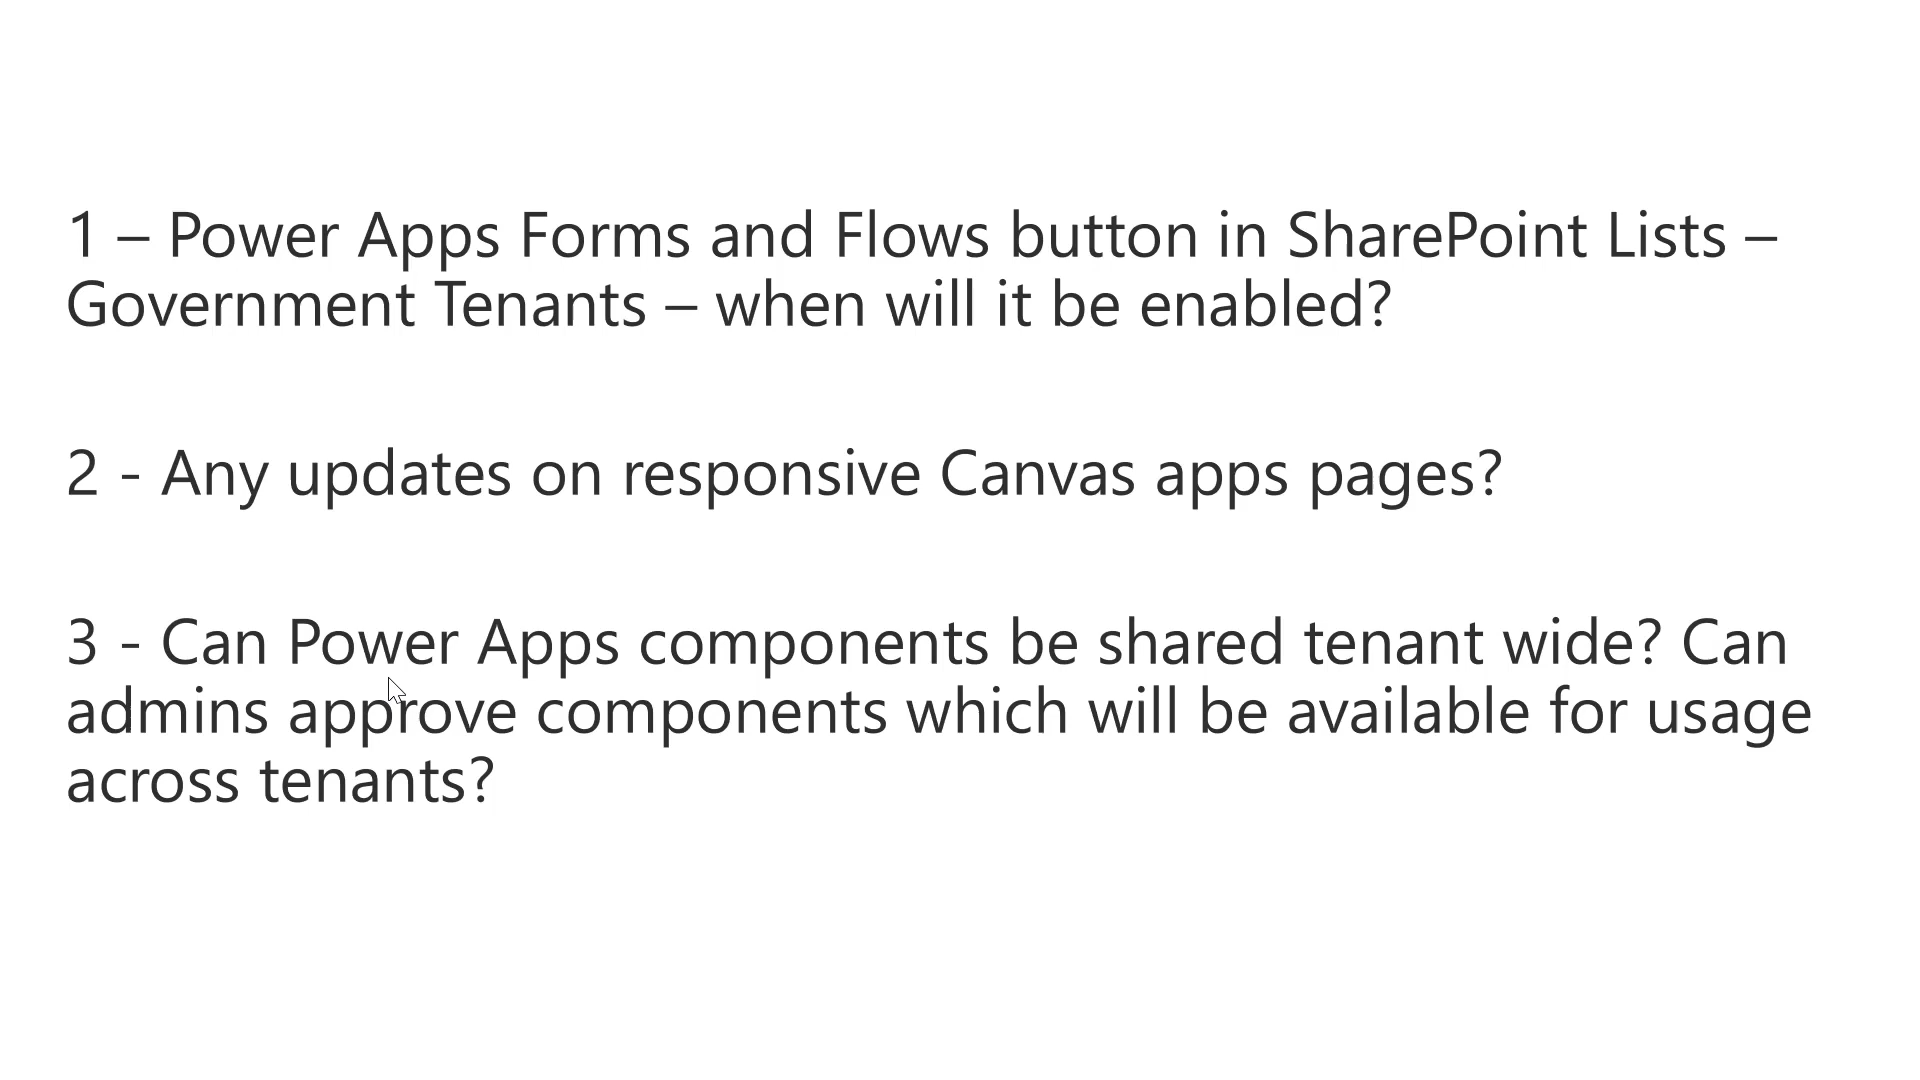 1 – Power Apps Forms and Flows button in SharePoint Lists –
Government Tenants – when will it be enabled?
2 - Any updates on responsive Canvas apps pages?
3 - Can Power Apps components be shared tenant wide? Can
admins approve components which will be available for usage
across tenants?